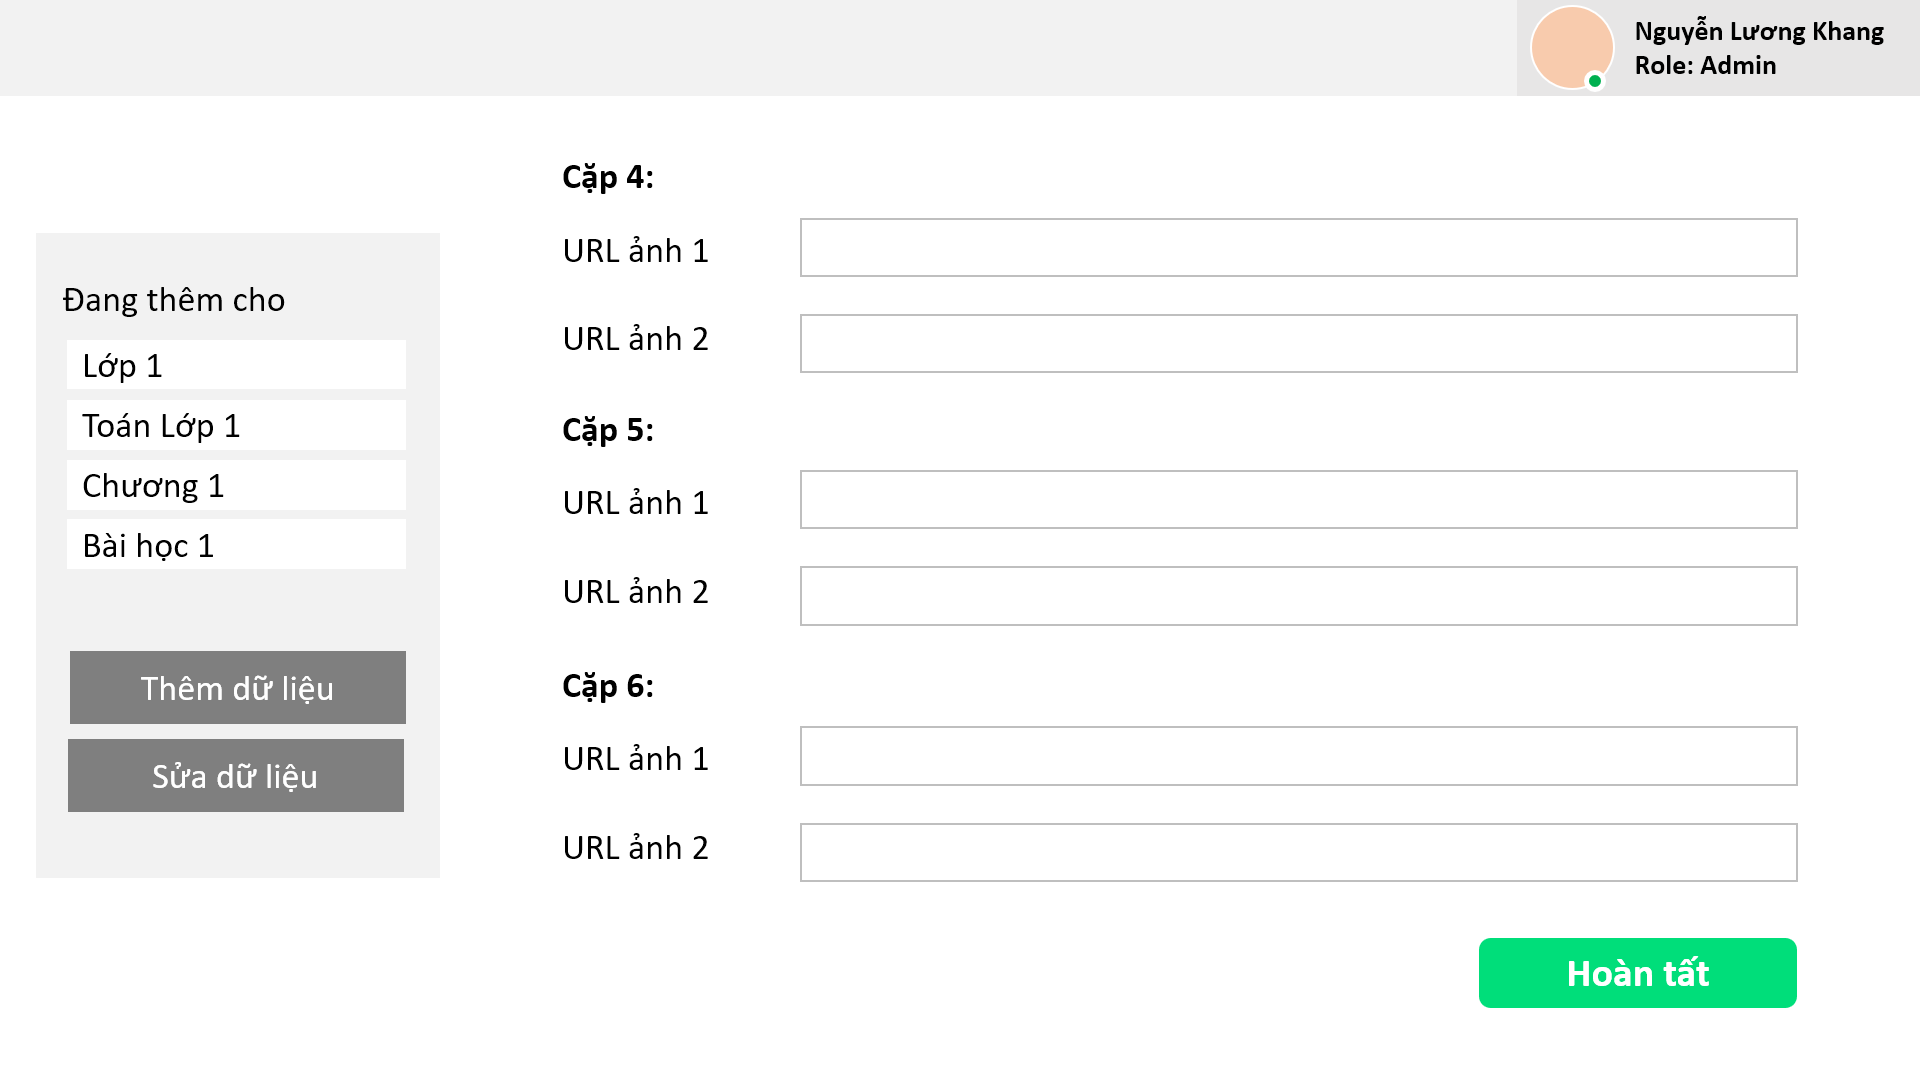 Nguyễn Lương Khang
Role: Admin
Đang thêm cho
Lớp 1
Toán Lớp 1
Chương 1
Bài học 1
Thêm dữ liệu
Sửa dữ liệu
Cặp 4:
URL ảnh 1
URL ảnh 2
Cặp 5:
URL ảnh 1
URL ảnh 2
Cặp 6:
URL ảnh 1
URL ảnh 2
Hoàn tất